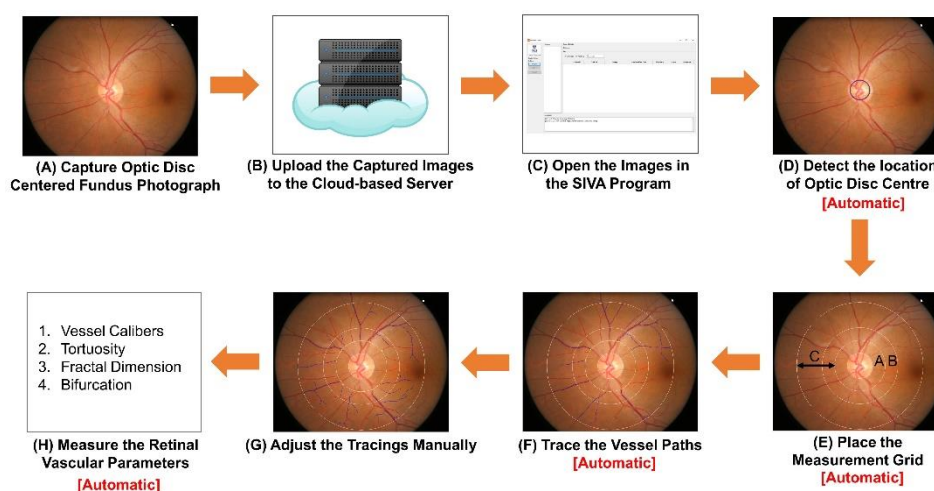 (A) Capture Optic Disc
Centered Fundus Photograph
(B) Upload the Captured Images
to the Cloud-based Server
(C) Open the Images in
the SIVA Program
(D) Detect the location
of Optic Disc Centre
[Automatic]
C
A B
(E) Place the
Measurement Grid
[Automatic]
(F) Trace the Vessel Paths
[Automatic]
(G) Adjust the Tracings Manually
1. Vessel Calibers
2. Tortuosity
3. Fractal Dimension
4. Bifurcation
(H) Measure the Retinal
Vascular Parameters
[Automatic]